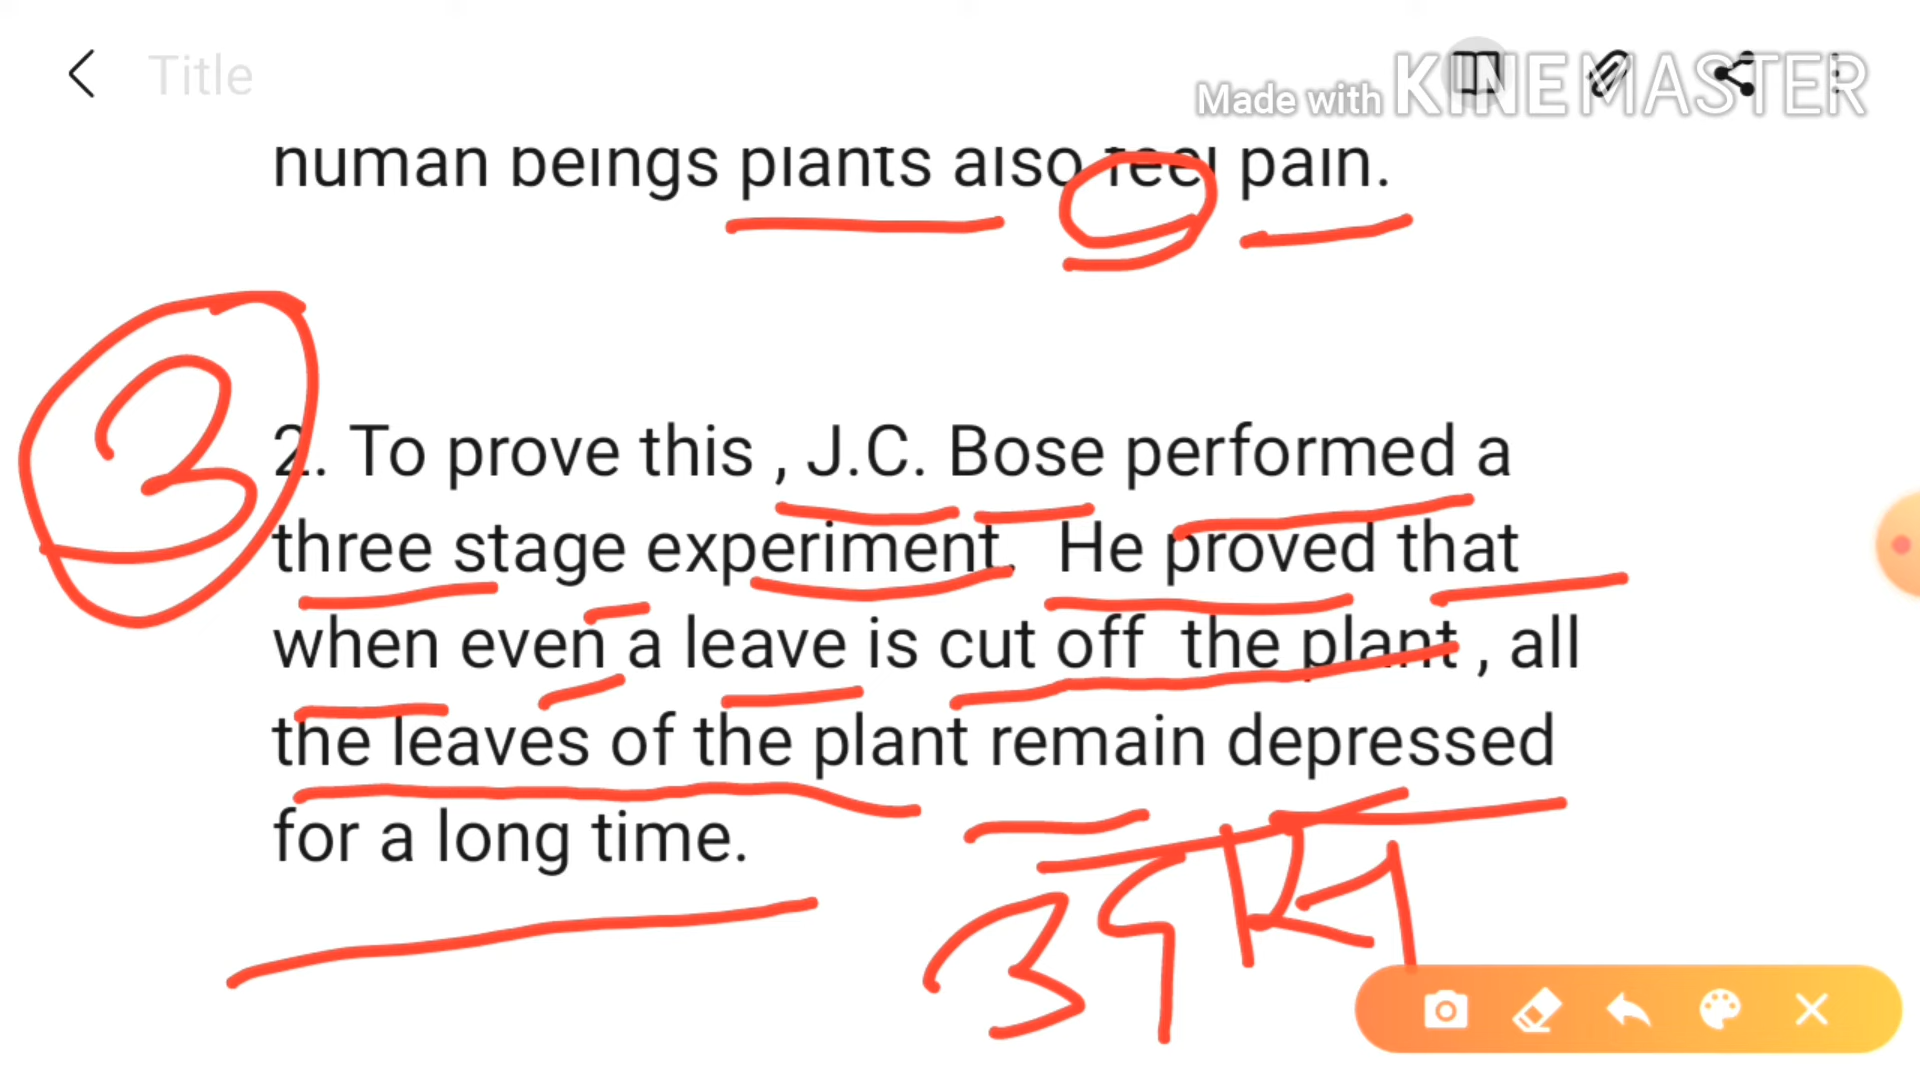 Title
Made with KINEMASTER
human beings plants also feel pain.
3
2. To prove this , J.C. Bose performed a
three stage experiment. He proved that
when even a leave is cut off the plant , all
the leaves of the plant remain depressed
for a long time.
उदास